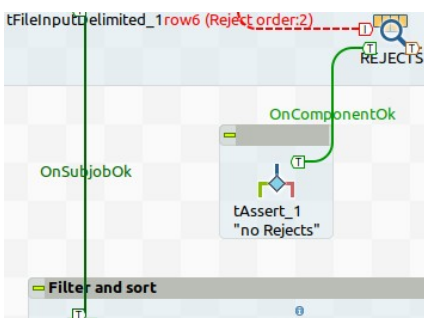 tFileInputDelimited_1 row6 (Reject order:2)
I
T
T
REJECTS
OnComponentOk
T
OnSubjobOk
tAssert_1
"no Rejects"
Filter and sort
T
i